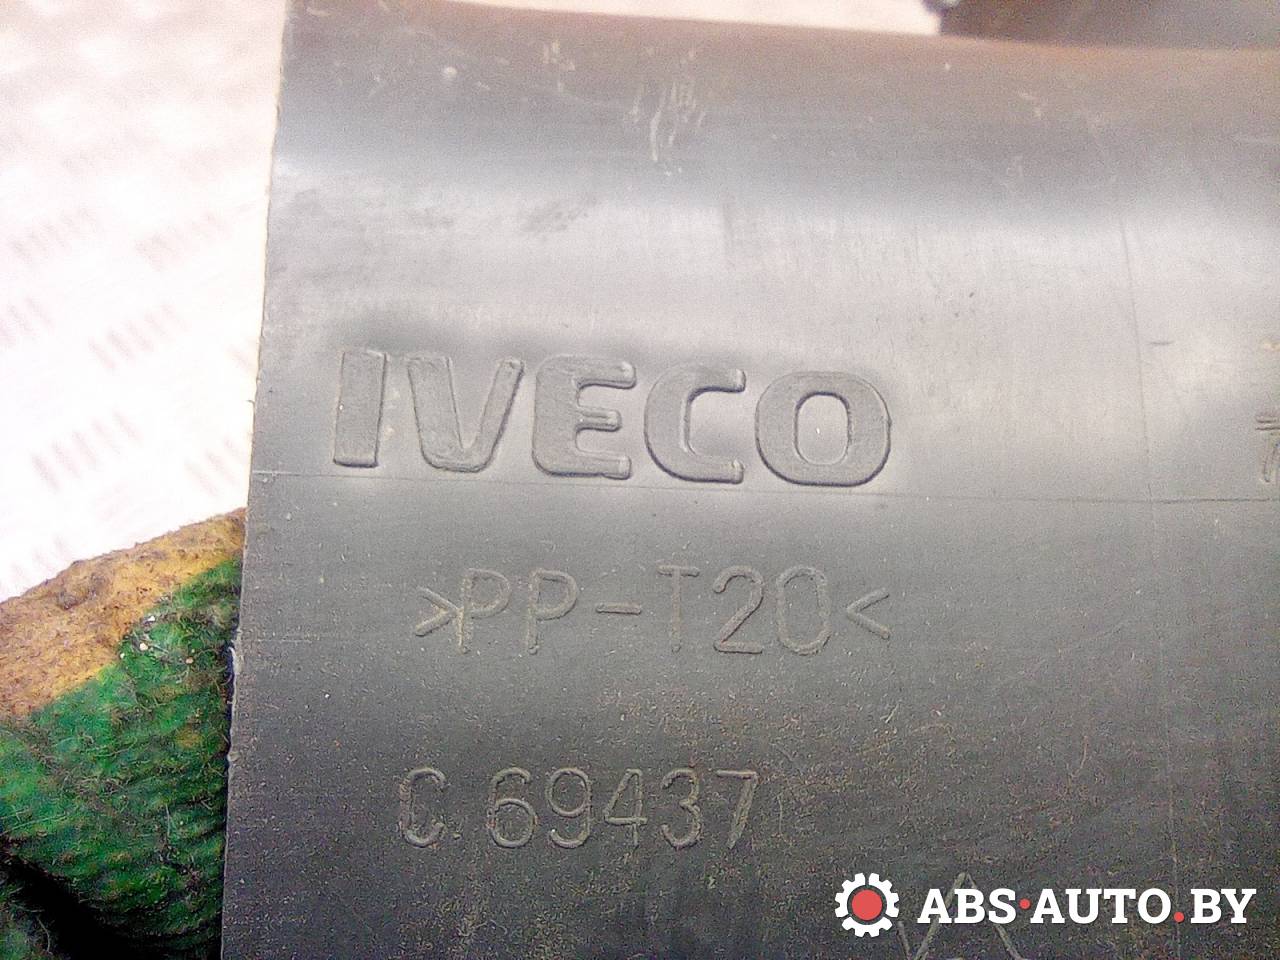 IVECO
>PP-T20<
C.69437
ABS·AUTO.BY